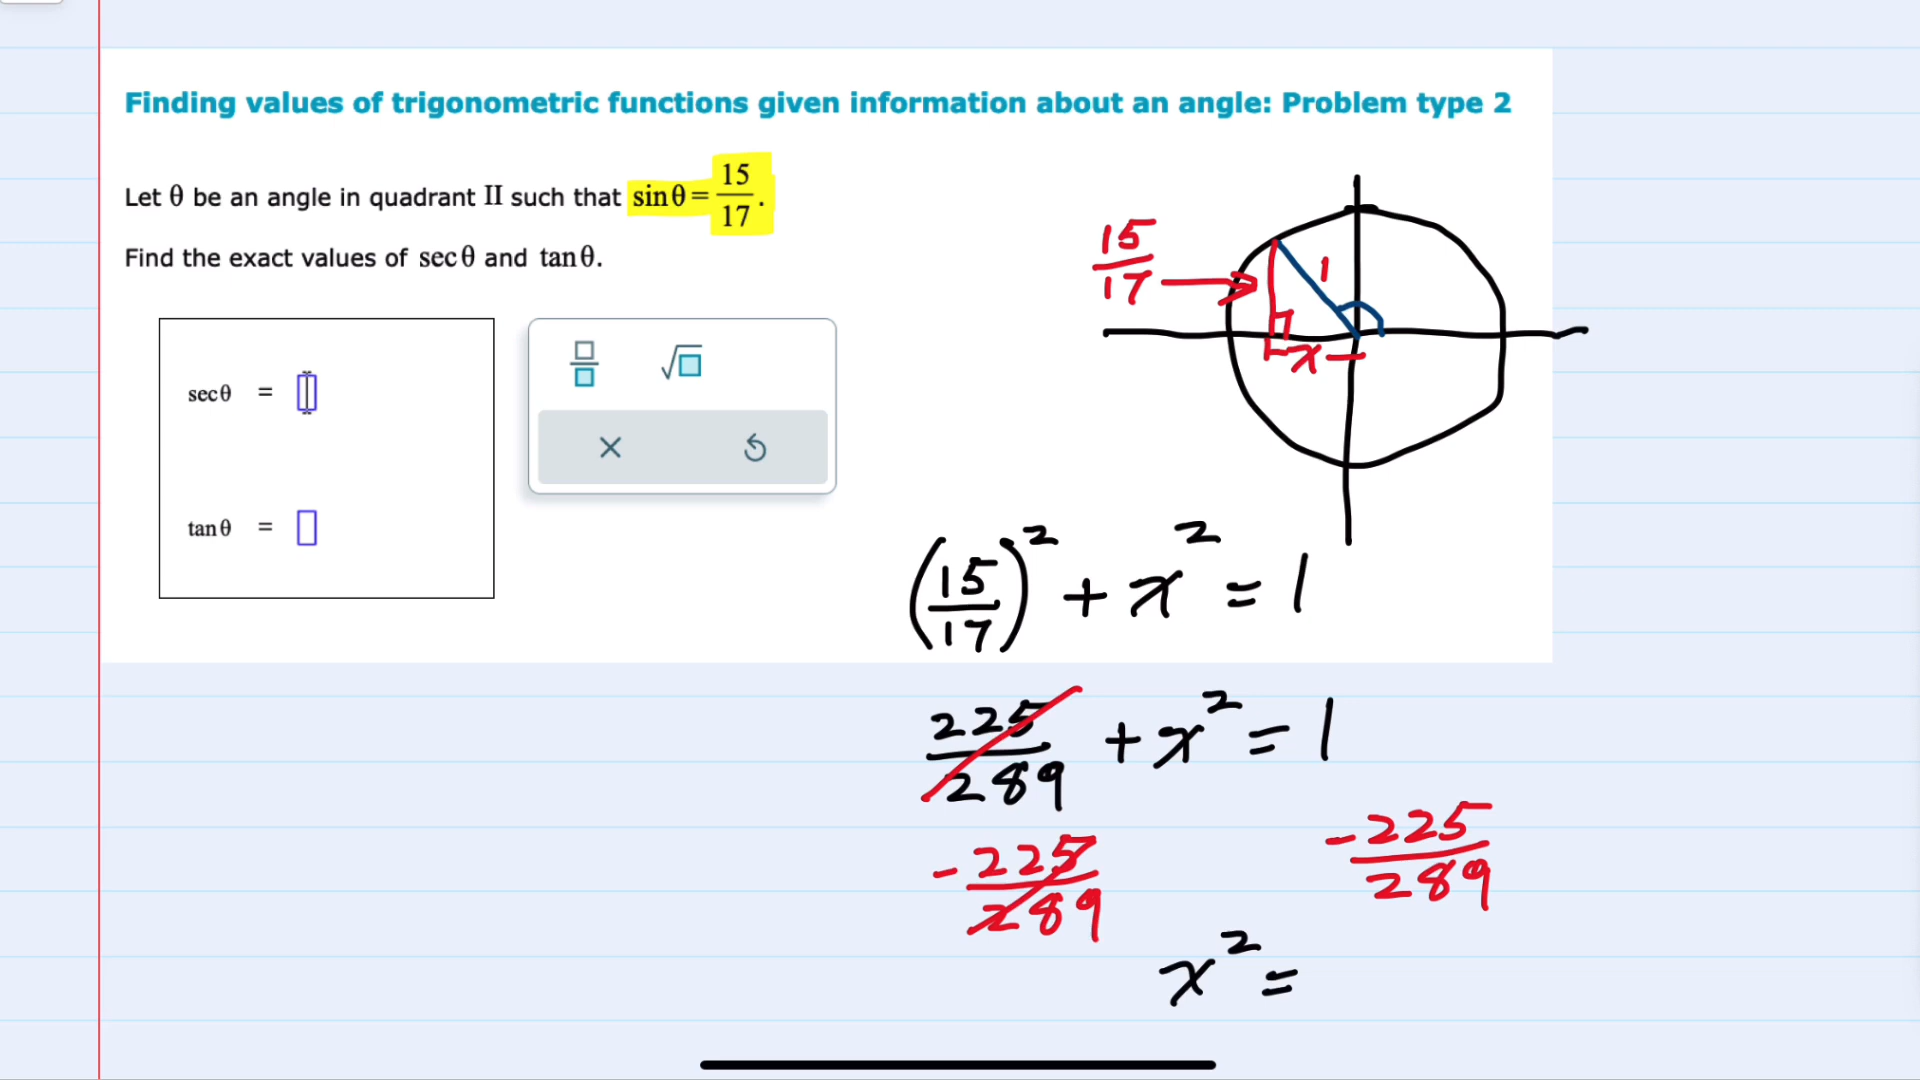 Finding values of trigonometric functions given information about an angle: Problem type 2
Let θ be an angle in quadrant II such that sinθ = 15/17.
Find the exact values of secθ and tanθ.
secθ =
tanθ =
15/17
1
x
(15/17)² + x² = 1
225/289 + x² = 1
-225/289 -225/289
x² =